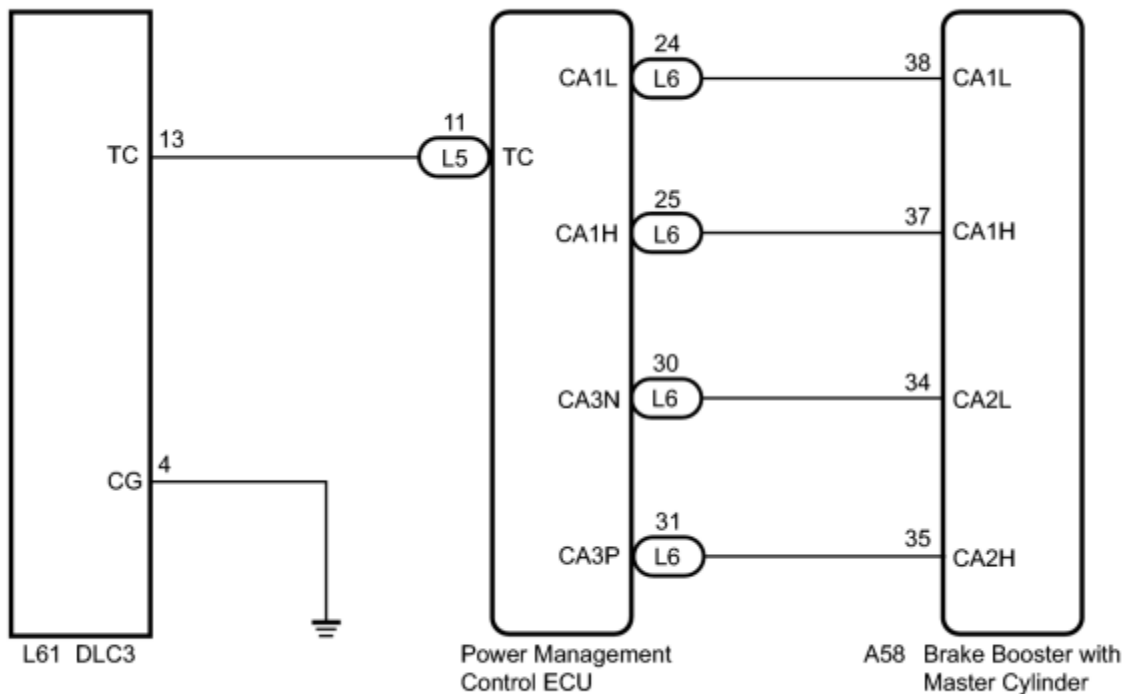 24
CA1L L6 38 CA1L
11
13
TC L5 TC
25
CA1H L6 37 CA1H
30
CA3N L6 34 CA2L
4
CG
31
CA3P L6 35 CA2H
L61 DLC3
Power Management
Control ECU
A58 Brake Booster with
Master Cylinder